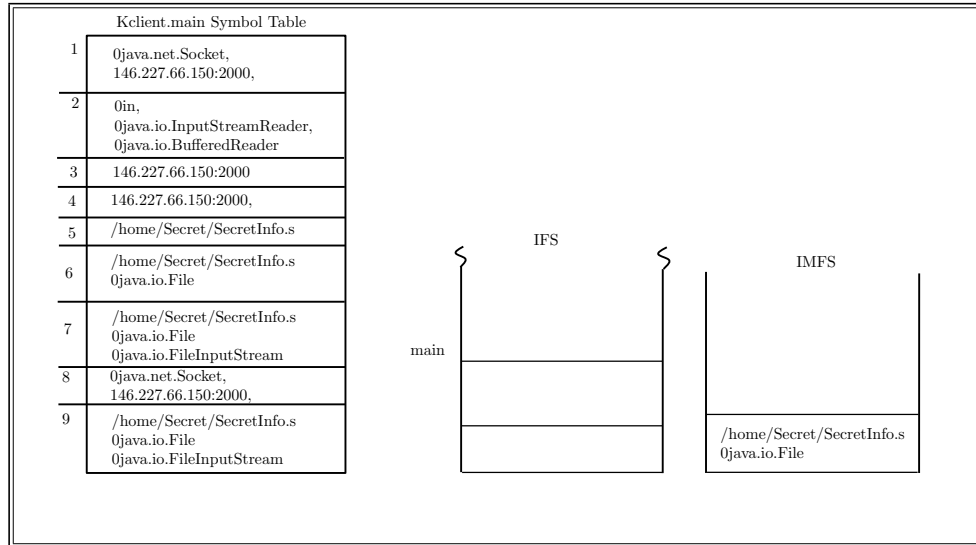 Kclient.main Symbol Table
1
0java.net.Socket,
146.227.66.150:2000,
2
0in,
0java.io.InputStreamReader,
0java.io.BufferedReader
3
146.227.66.150:2000
4
146.227.66.150:2000,
5
/home/Secret/SecretInfo.s
6
/home/Secret/SecretInfo.s
0java.io.File
7
/home/Secret/SecretInfo.s
0java.io.File
0java.io.FileInputStream
8
0java.net.Socket,
146.227.66.150:2000,
9
/home/Secret/SecretInfo.s
0java.io.File
0java.io.FileInputStream
IFS
main
IMFS
/home/Secret/SecretInfo.s
0java.io.File